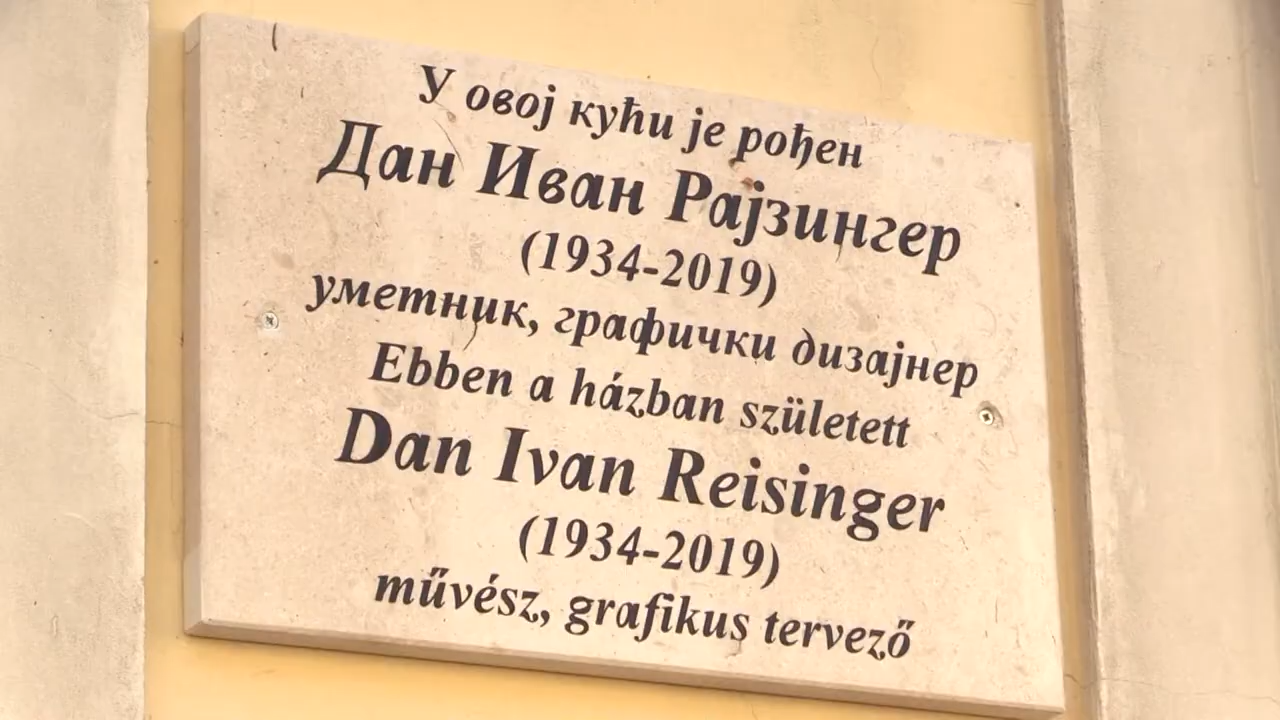 У овој кући је рођен
Дан Иван Рајзингер
(1934-2019)
уметник, графички дизајнер
Ebben a házban született
Dan Ivan Reisinger
(1934-2019)
művész, grafikus tervező